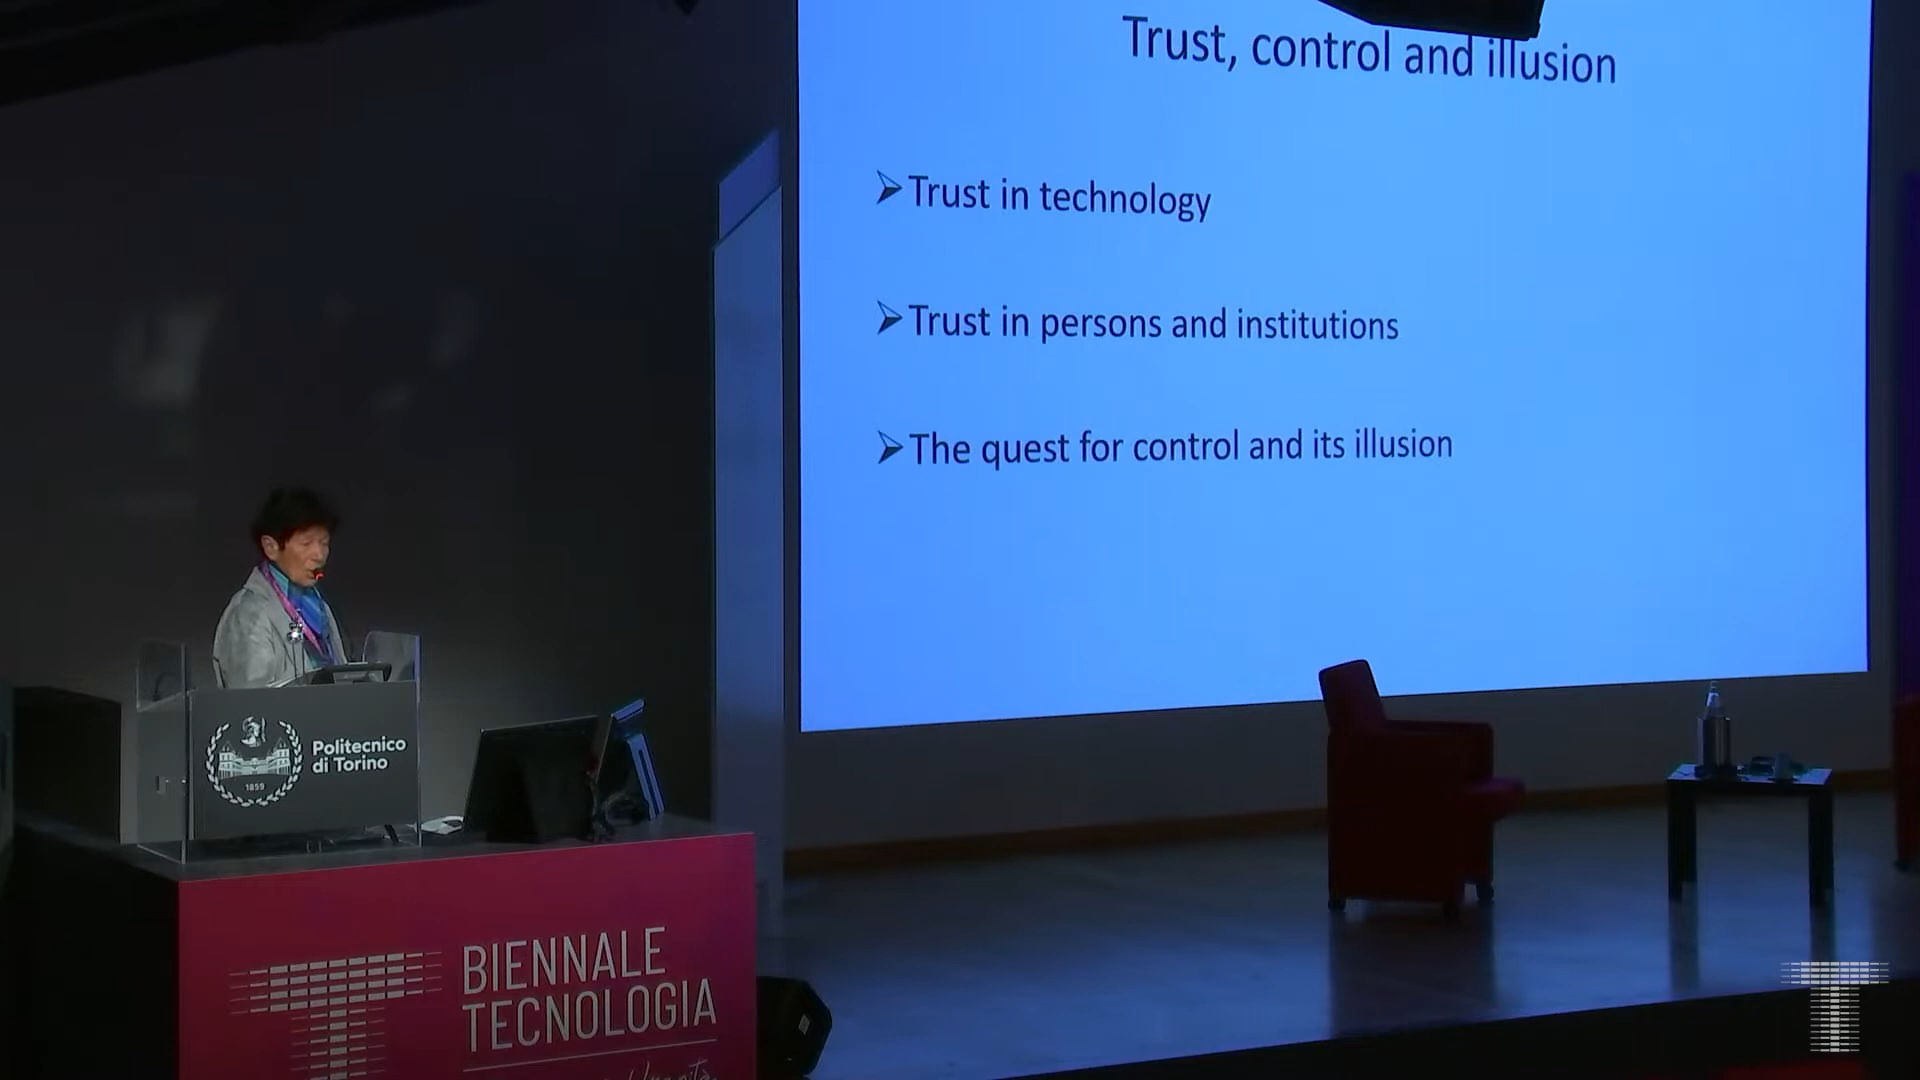 Trust, control and illusion
Trust in technology
Trust in persons and institutions
The quest for control and its illusion
Politecnico
di Torino
1859
BIENNALE
TECNOLOGIA